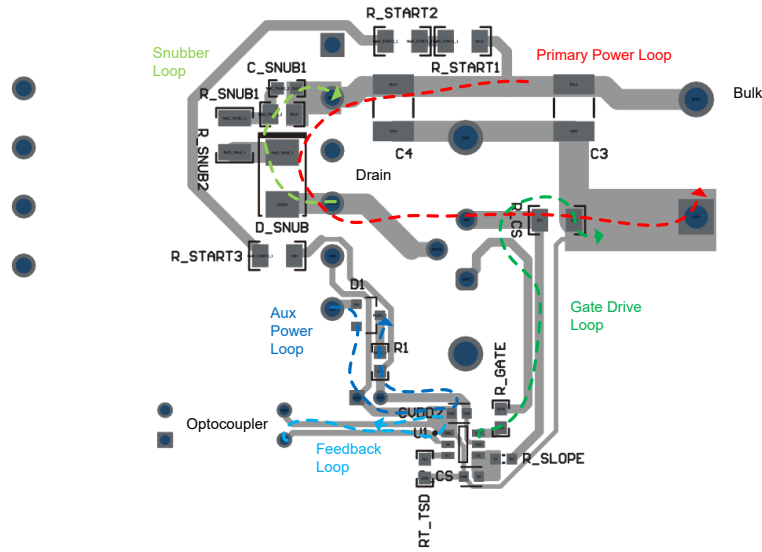 R_START2
Snubber
Loop
C_SNUB1
R_START1
Primary Power Loop
R_SNUB1
Bulk
R_SNUB2
C4
C3
Drain
R_CS
D_SNUB
R_START3
D1
Aux
Power
Loop
Gate Drive
Loop
R1
R_GATE
CVDD
Optocoupler
U1
Feedback
Loop
R_SLOPE
CS
RT_TSD